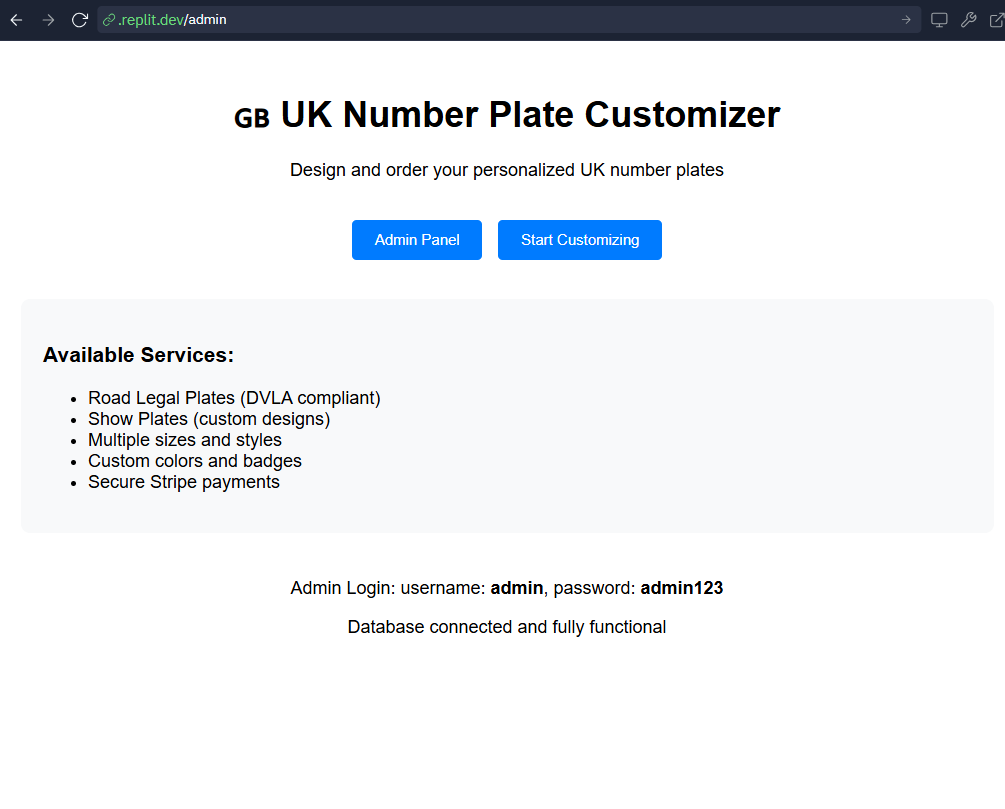 .replit.dev/admin
GB UK Number Plate Customizer
Design and order your personalized UK number plates
Admin Panel
Start Customizing
Available Services:
Road Legal Plates (DVLA compliant)
Show Plates (custom designs)
Multiple sizes and styles
Custom colors and badges
Secure Stripe payments
Admin Login: username: admin, password: admin123
Database connected and fully functional